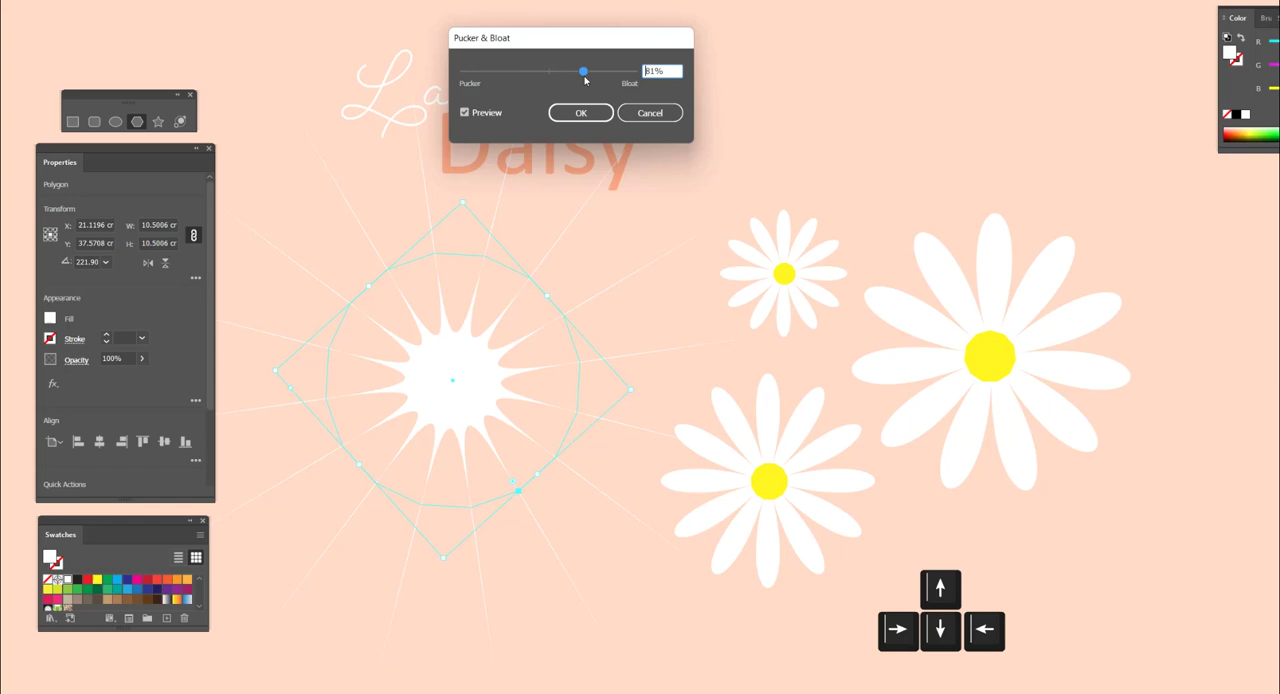 Pucker & Bloat
81%
Pucker
Bloat
Preview
OK
Cancel
La
Daisy
Properties
Polygon
Transform
X:
21.1196 cr
W:
10.5006 cr
Y:
37.5708 cr
H:
10.5006 cr
221.90
Appearance
Fill
Stroke
Opacity
100%
fx.
Align
Quick Actions
Swatches
Color
R
G
B